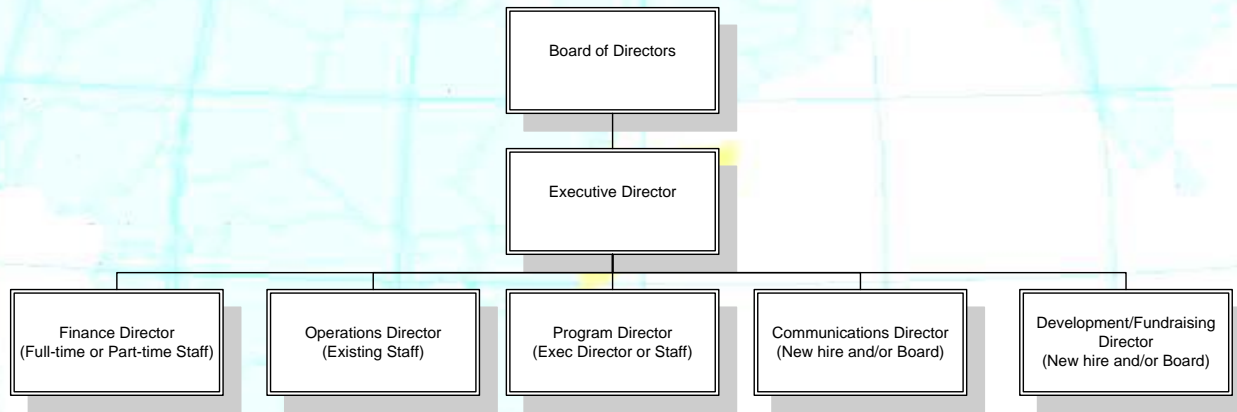 Board of Directors
Executive Director
Finance Director
(Full-time or Part-time Staff)
Operations Director
(Existing Staff)
Program Director
(Exec Director or Staff)
Communications Director
(New hire and/or Board)
Development/Fundraising
Director
(New hire and/or Board)